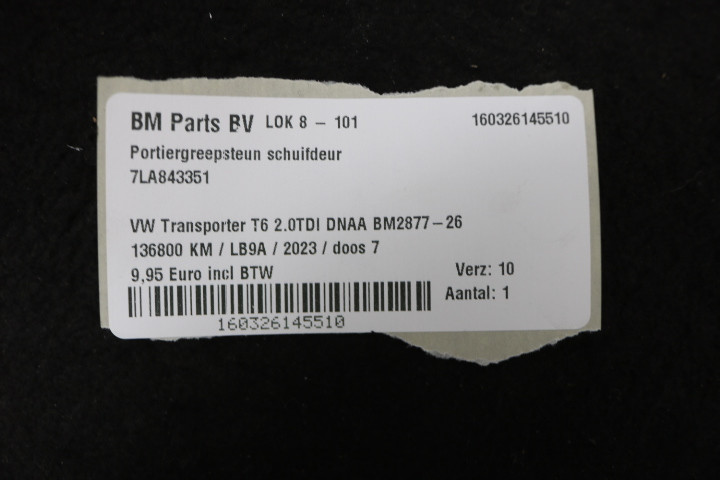 BM Parts BV LOK 8 - 101 160326145510
Portiergreepsteun schuifdeur
7LA843351
VW Transporter T6 2.0TDI DNAA BM2877-26
136800 KM / LB9A / 2023 / doos 7
9,95 Euro incl BTW Verz: 10
Aantal: 1
160326145510